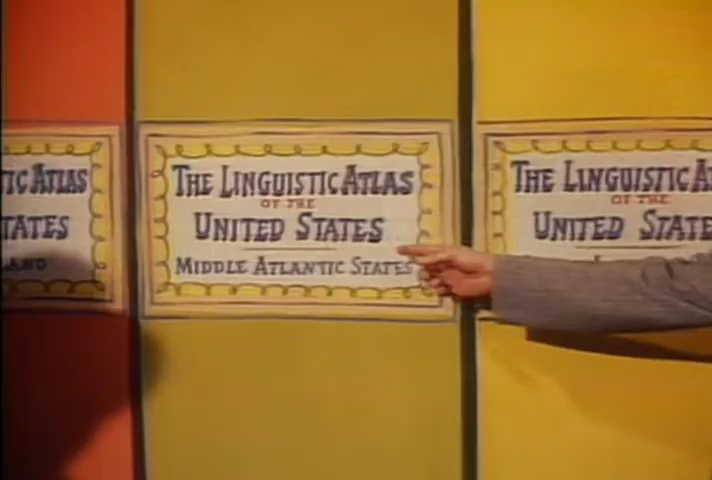 TIC ATLAS
TATES
LAND
THE LINGUISTIC ATLAS
OF THE
UNITED STATES
MIDDLE ATLANTIC STATES
THE LINGUISTIC A
OF THE
UNITED STATE